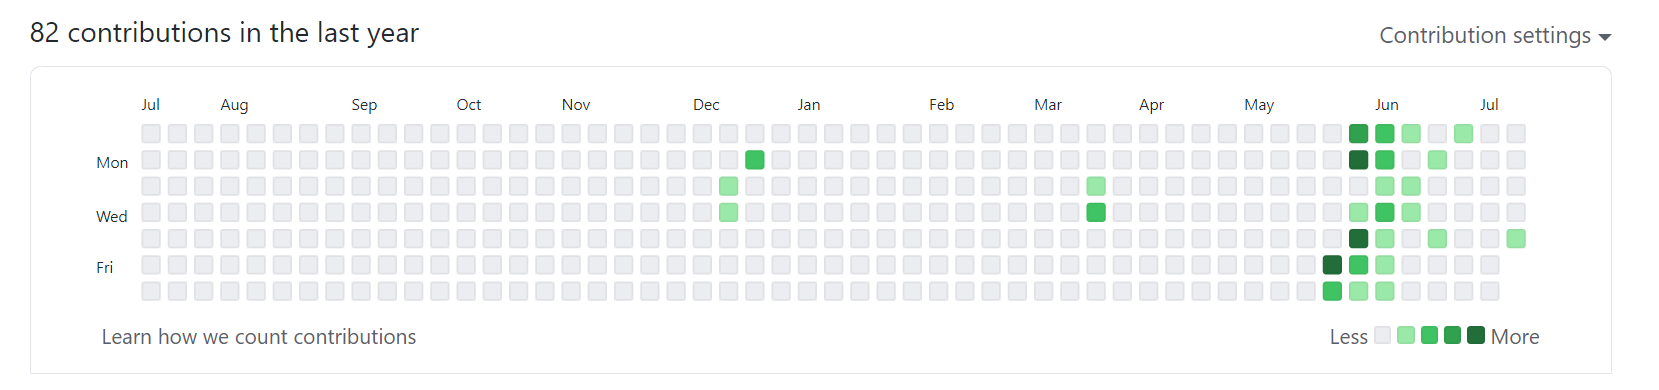 82 contributions in the last year
Contribution settings
Jul Aug Sep Oct Nov Dec Jan Feb Mar Apr May Jun Jul
Mon
Wed
Fri
Learn how we count contributions
Less More